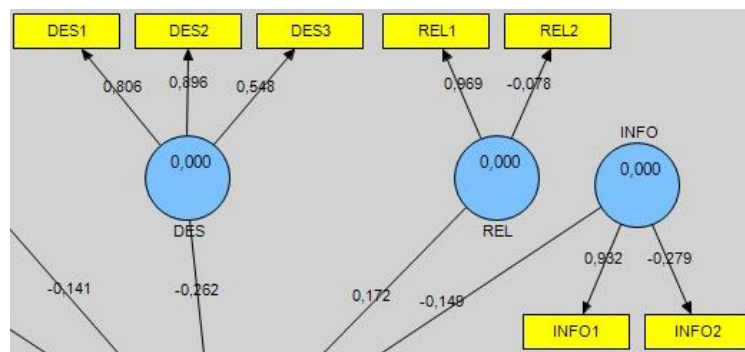 DES1 DES2 DES3 REL1 REL2
0,806 0,896 0,548 0,969 -0,078
INFO
0,000 0,000 0,000
DES REL
0,932 -0,279
-0,141 -0,262 0,172 -0,149
INFO1 INFO2